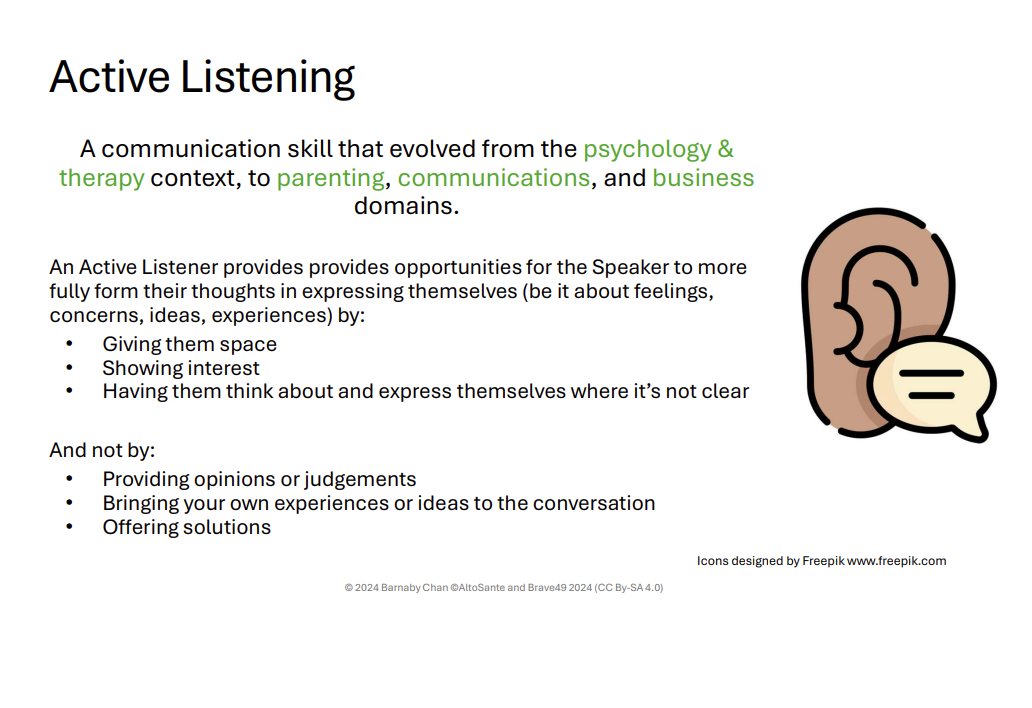 Active Listening
A communication skill that evolved from the psychology &
therapy context, to parenting, communications, and business
domains.
An Active Listener provides provides opportunities for the Speaker to more
fully form their thoughts in expressing themselves (be it about feelings,
concerns, ideas, experiences) by:
• Giving them space
• Showing interest
• Having them think about and express themselves where it’s not clear
And not by:
• Providing opinions or judgements
• Bringing your own experiences or ideas to the conversation
• Offering solutions
Icons designed by Freepik www.freepik.com
© 2024 Barnaby Chan ©AltoSante and Brave49 2024 (CC By-SA 4.0)